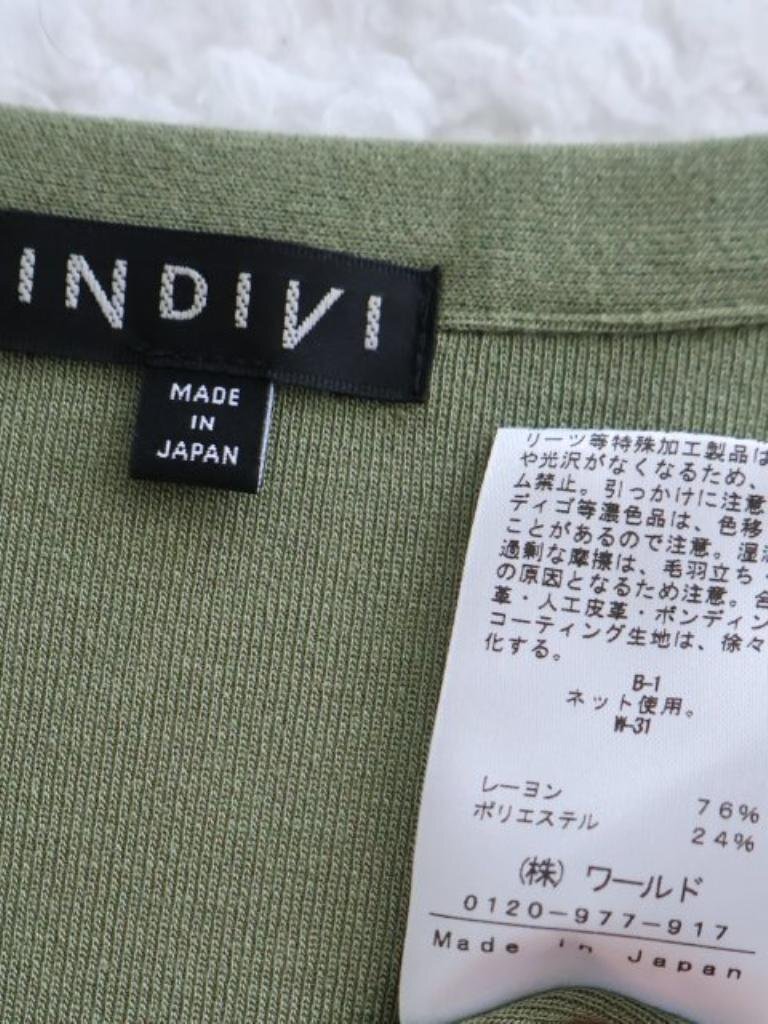 INDIVI
MADE
IN
JAPAN
リーツ等特殊加工製品は
や光沢がなくなるため、
ム禁止。引っかけに注意
ディゴ等濃色品は、色移
ことがあるので注意。湿
過剰な摩擦は、毛羽立ち・
の原因となるため注意。合
革・人工皮革・ボンディン
コーティング生地は、徐々
化する。
B-1
ネット使用。
W-31
レーヨン 76%
ポリエステル 24%
(株) ワールド
0120-977-917
Made in Japan